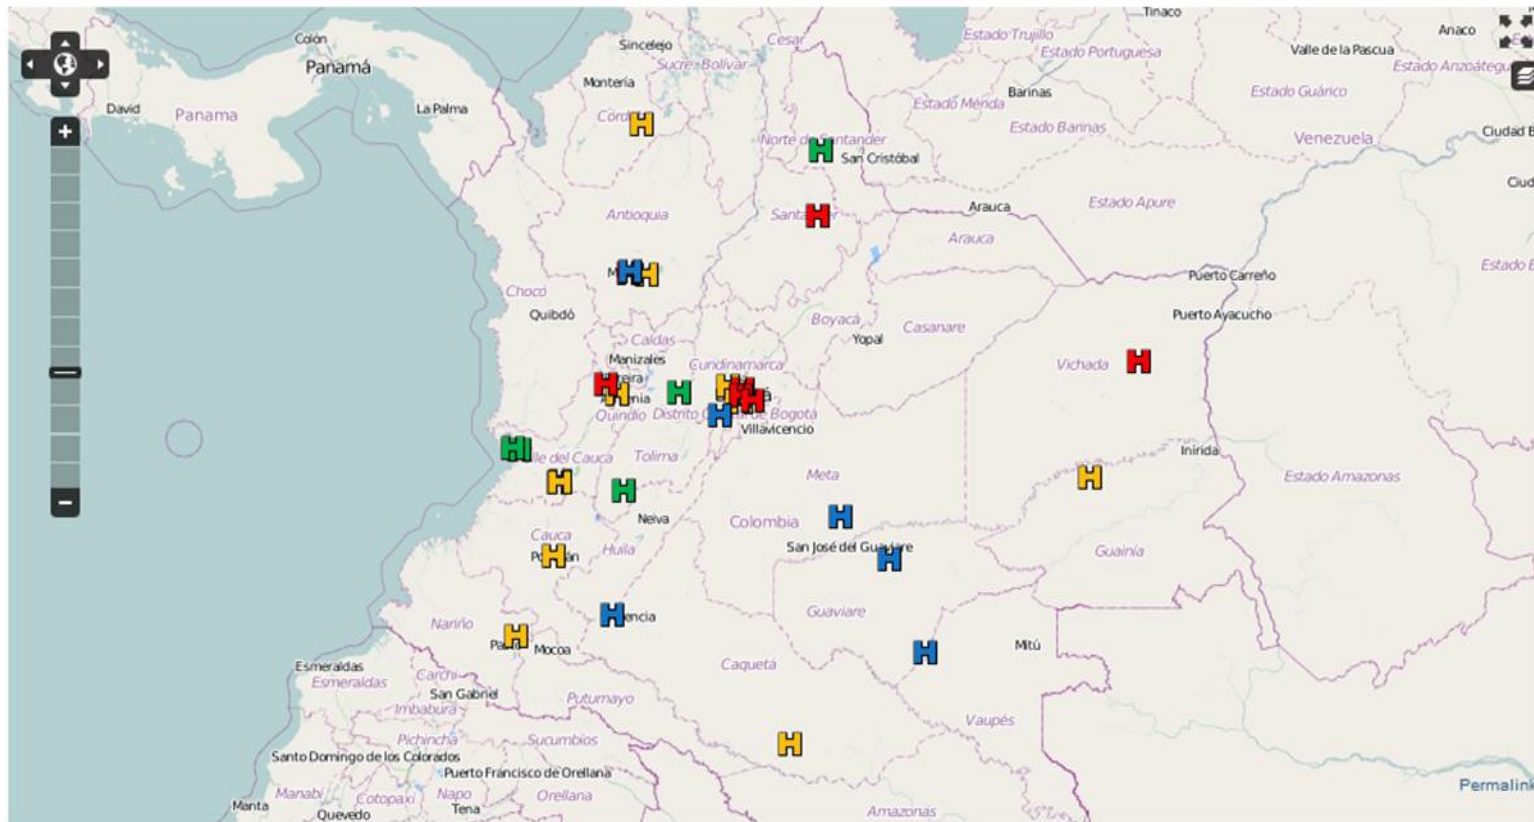 Tinaco
Colón
Sincelejo
Cesar
Estado Trujillo
Anaco
Panamá
Sucre
Bolívar
Estado Portuguesa
Valle de la Pascua
Montería
Estado Anzoátegu
David
Panama
La Palma
Estado Mérida
Barinas
Estado Guárico
Estado Barinas
Venezuela
Norte de Santander
San Cristóbal
Antioquia
Arauca
Estado Apure
Arauca
Puerto Carreño
Chocó
Quibdó
Puerto Ayacucho
Boyacá
Casanare
Yopal
Caldas
Manizales
Cundinamarca
Vichada
Quindío
Villavicencio
Inírida
Tolima
Meta
Estado Amazonas
Neiva
Colombia
Cauca
Huila
San José del Guaviare
Guainía
Guaviare
Nariño
Mocoa
Mitú
Esmeraldas
Esmeraldas
Caquetá
Carchi
San Gabriel
Putumayo
Imbabura
Vaupés
Pichincha
Sucumbíos
Santo Domingo de los Colorados
Puerto Francisco de Orellana
Permalink
Manabí
Cotopaxi
Napo
Orellana
Manta
Tena
Quevedo
Amazonas